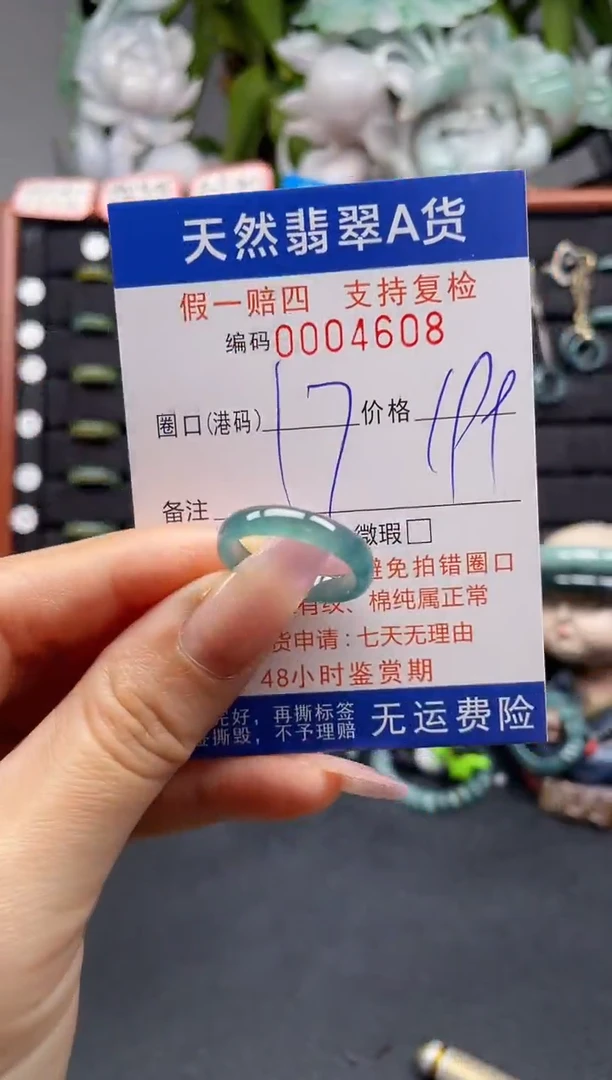 天然翡翠A货
假一赔四 支持复检
编码0004608
圈口(港码) 17 价格 199
备注
微瑕□
避免拍错圈口
有纹、棉纯属正常
货申请:七天无理由
48小时鉴赏期
完好,再撕标签
撕毁,不予理赔
无运费险